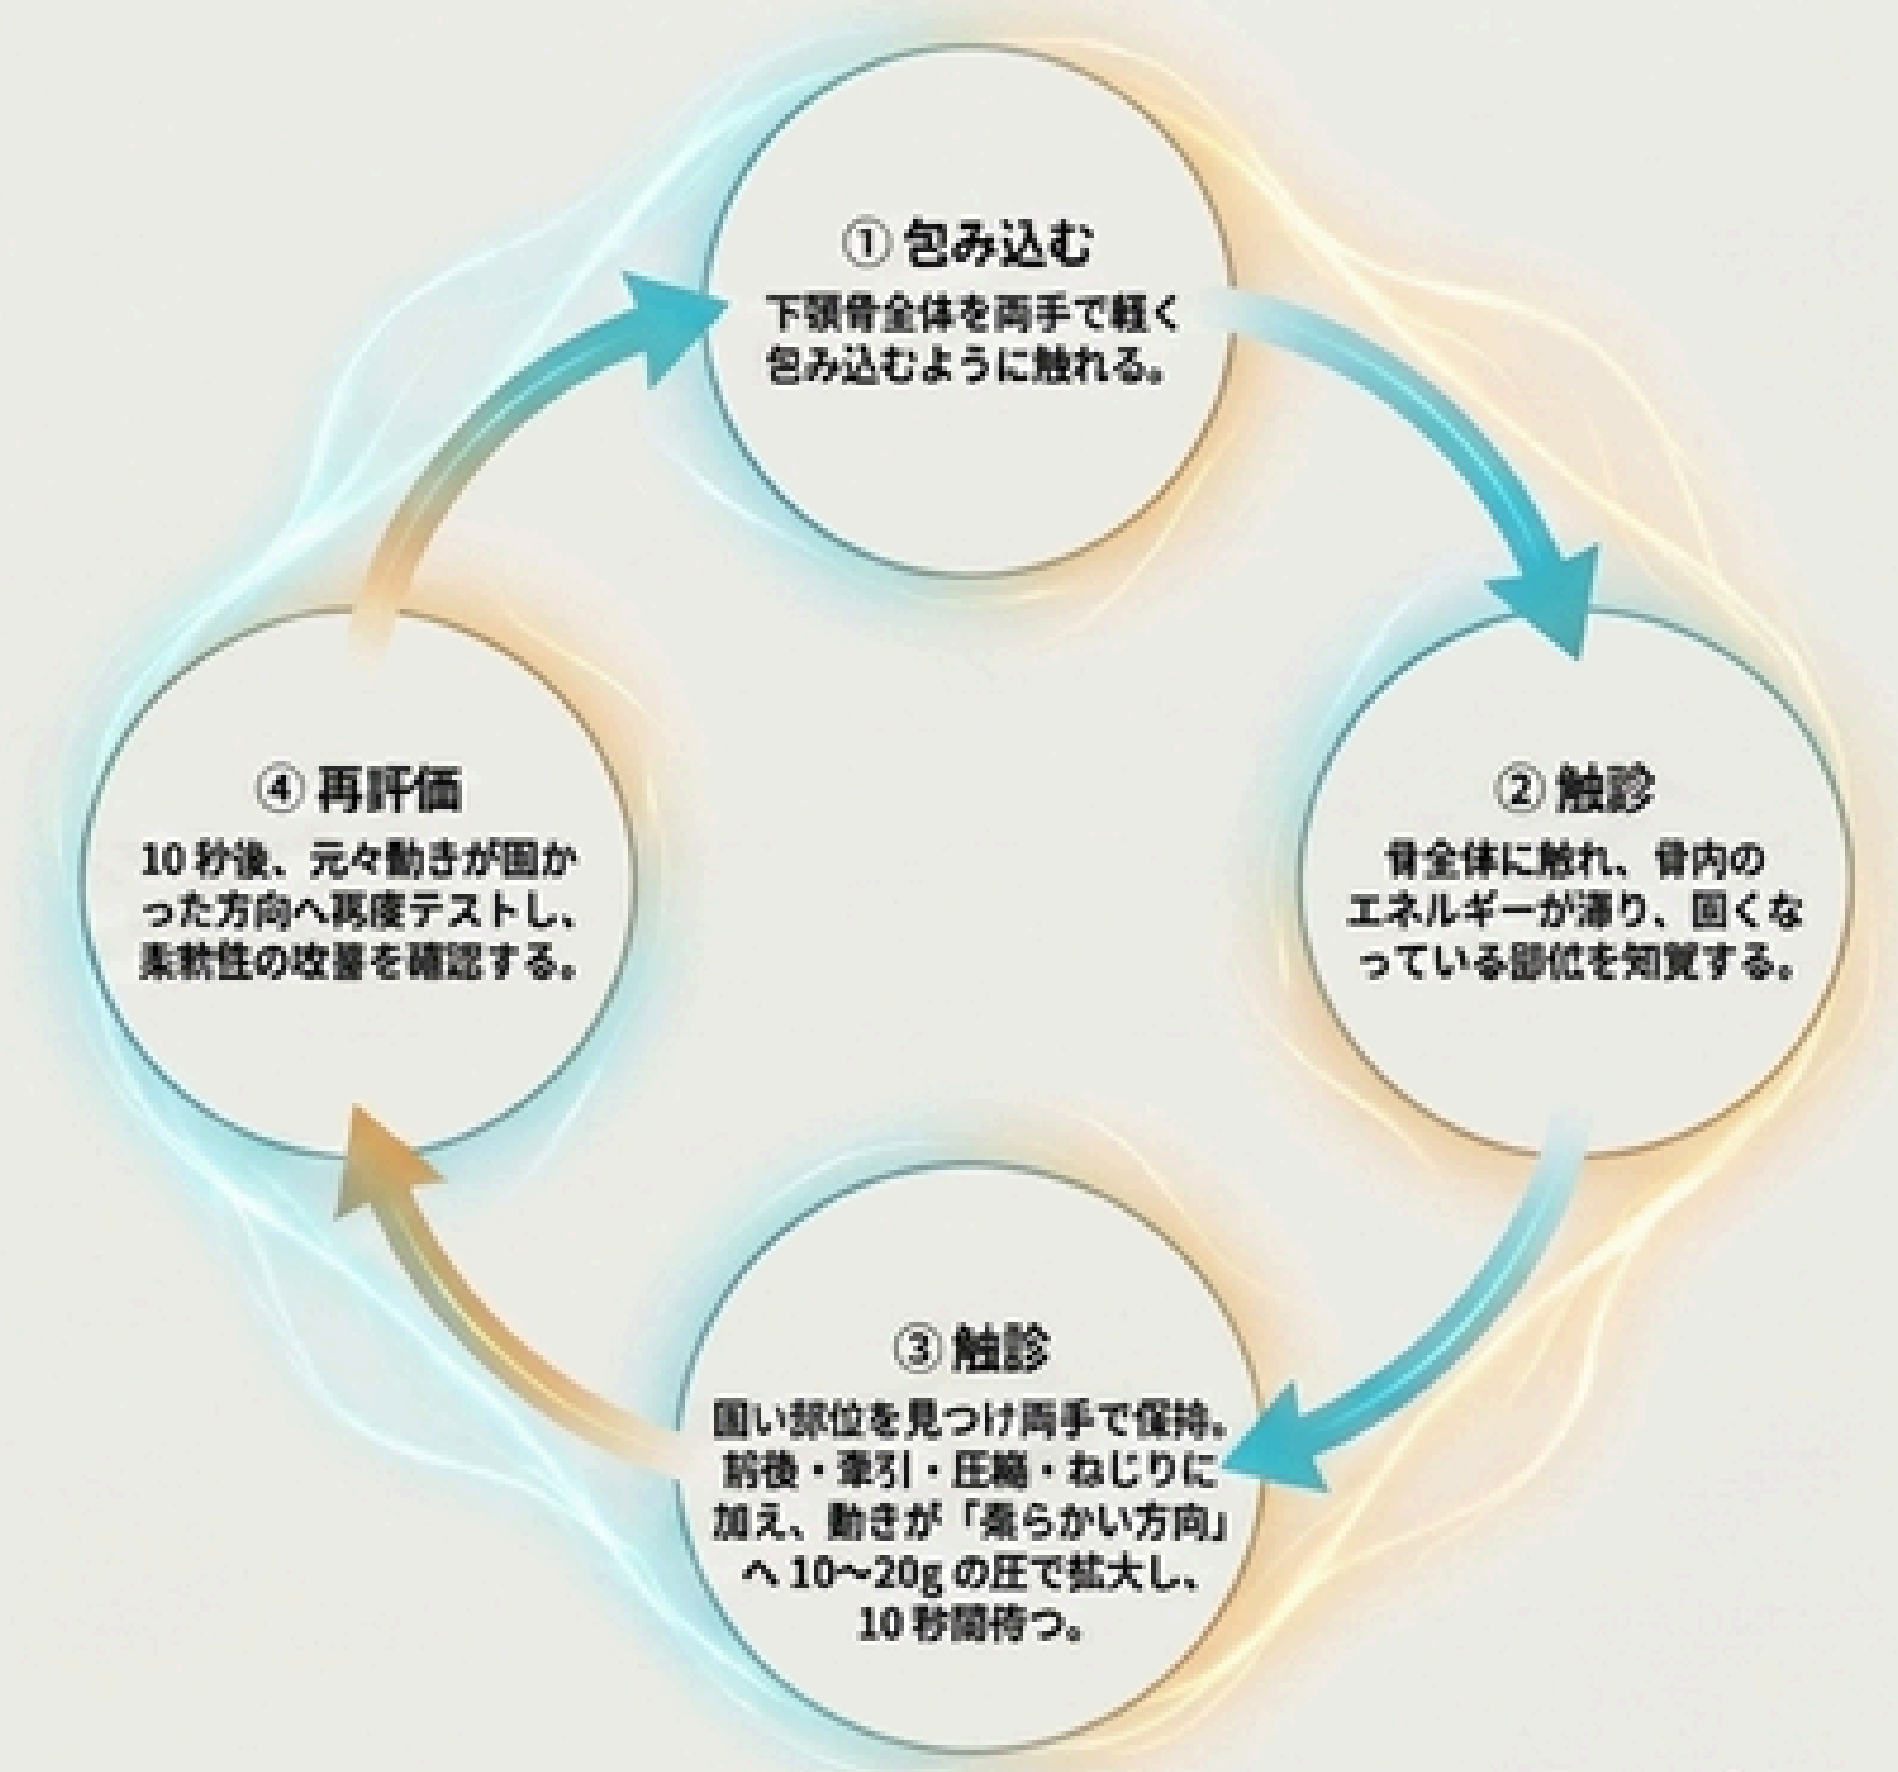 ① 包み込む
下顎骨全体を両手で軽く
包み込むように触れる。
② 触診
骨全体に触れ、骨内の
エネルギーが滞り、固くな
っている部位を知覚する。
③ 触診
固い部位を見つけ両手で保持。
前後・牽引・圧縮・ねじりに
加え、動きが「柔らかい方向」
へ 10〜20g の圧で拡大し、
10 秒間待つ。
④ 再評価
10 秒後、元々動きが固か
った方向へ再度テストし、
柔軟性の改善を確認する。